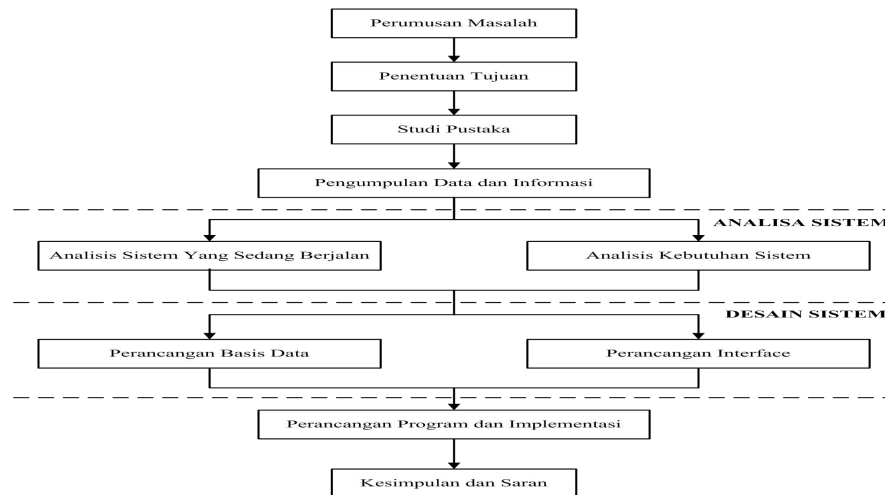 Perumusan Masalah
Penentuan Tujuan
Studi Pustaka
Pengumpulan Data dan Informasi
ANALISA SISTEM
Analisis Sistem Yang Sedang Berjalan
Analisis Kebutuhan Sistem
DESAIN SISTEM
Perancangan Basis Data
Perancangan Interface
Perancangan Program dan Implementasi
Kesimpulan dan Saran